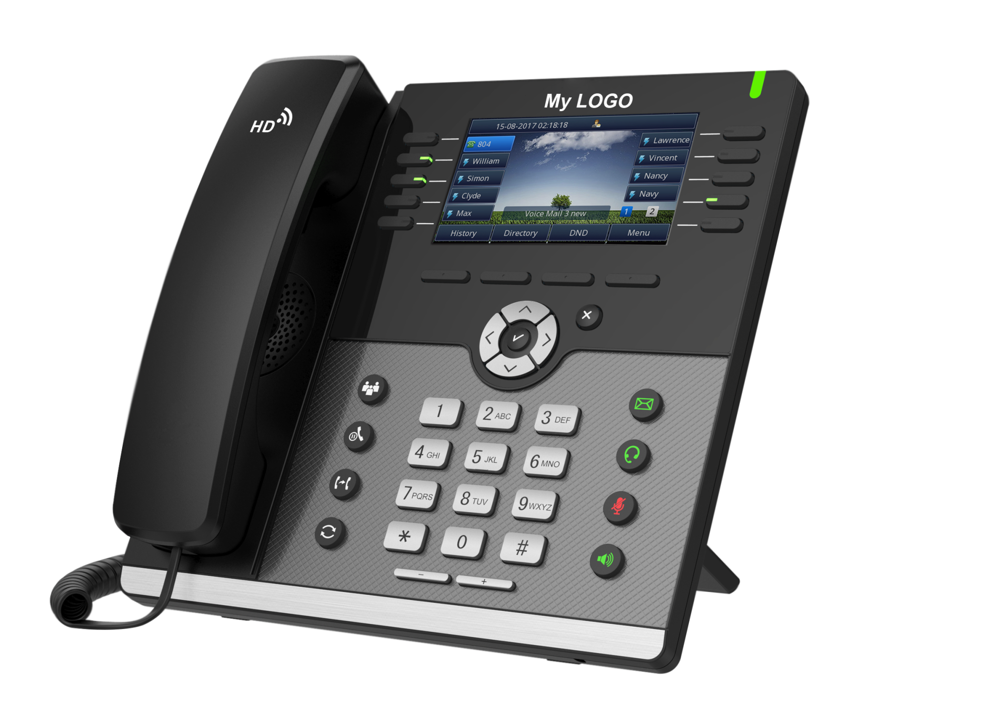 My LOGO
HD
15-08-2017 02:18:18
804
William
Simon
Clyde
Max
Lawrence
Vincent
Nancy
Navy
Voice Mail 3 new
1 2
History Directory DND Menu
1
2 ABC
3 DEF
4 GHI
5 JKL
6 MNO
7 PQRS
8 TUV
9 WXYZ
*
0
#
- +